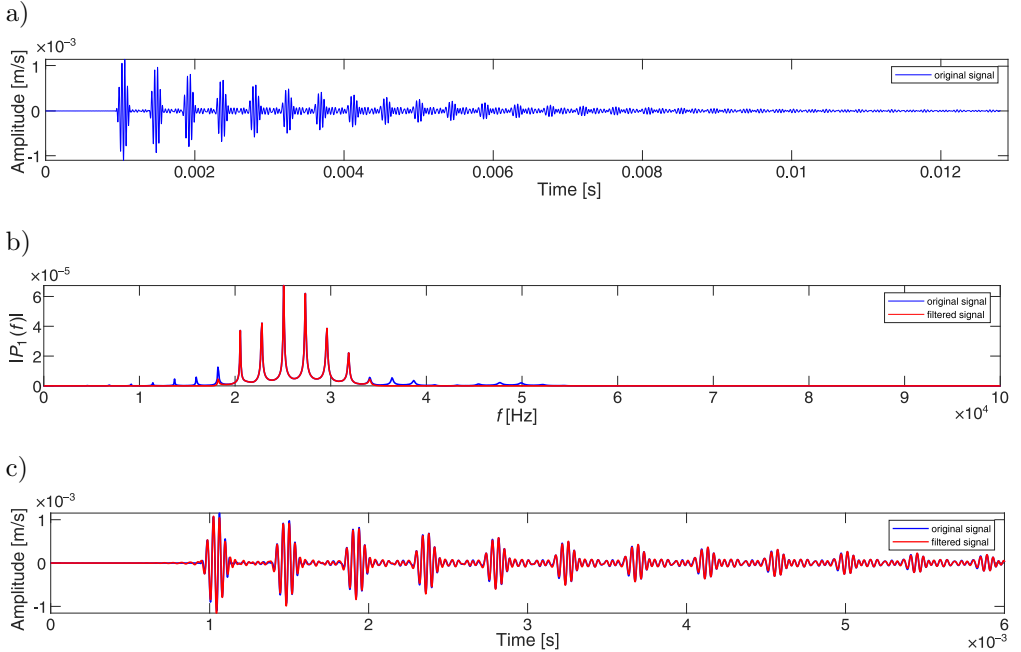 a)
×10⁻³
Amplitude [m/s]
1
0
-1
original signal
0
0.002
0.004
0.006
0.008
0.01
0.012
Time [s]
b)
×10⁻⁵
|P₁(f)|
6
4
2
0
original signal
filtered signal
0
1
2
3
4
5
6
7
8
9
10
f [Hz]
×10⁴
c)
×10⁻³
Amplitude [m/s]
1
0
-1
original signal
filtered signal
0
1
2
3
4
5
6
Time [s]
×10⁻³